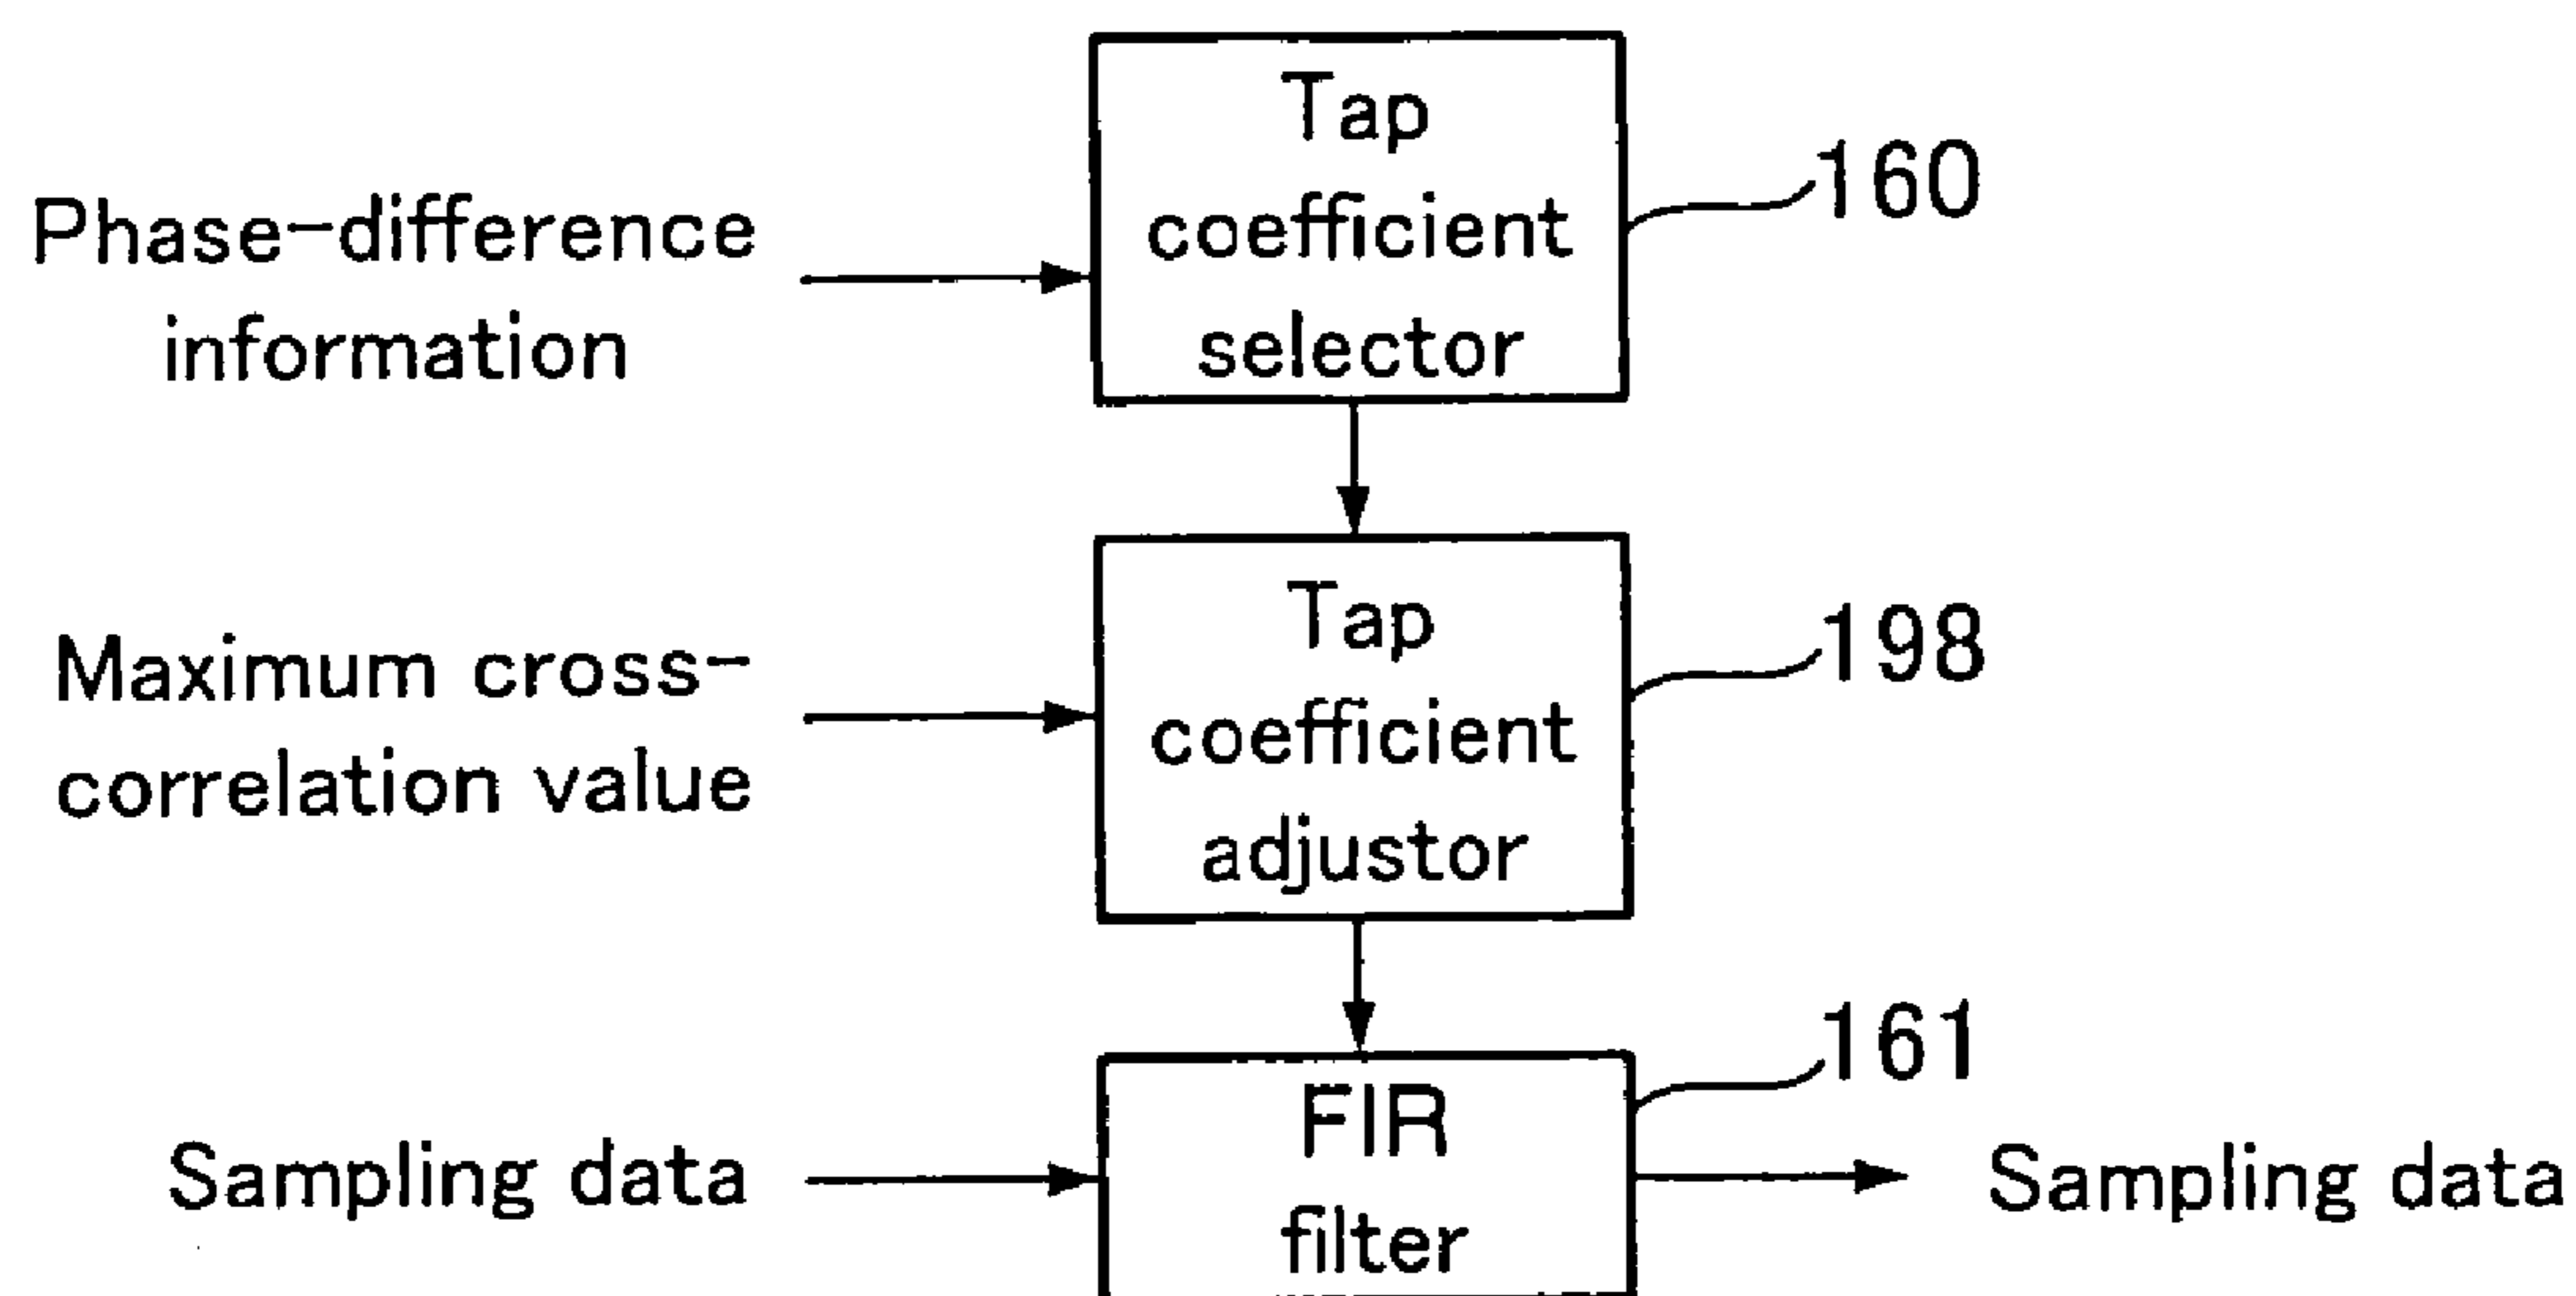 Tap
coefficient
selector
160
Phase-difference
information
Tap
coefficient
adjustor
198
Maximum cross-
correlation value
FIR
filter
161
Sampling data
Sampling data